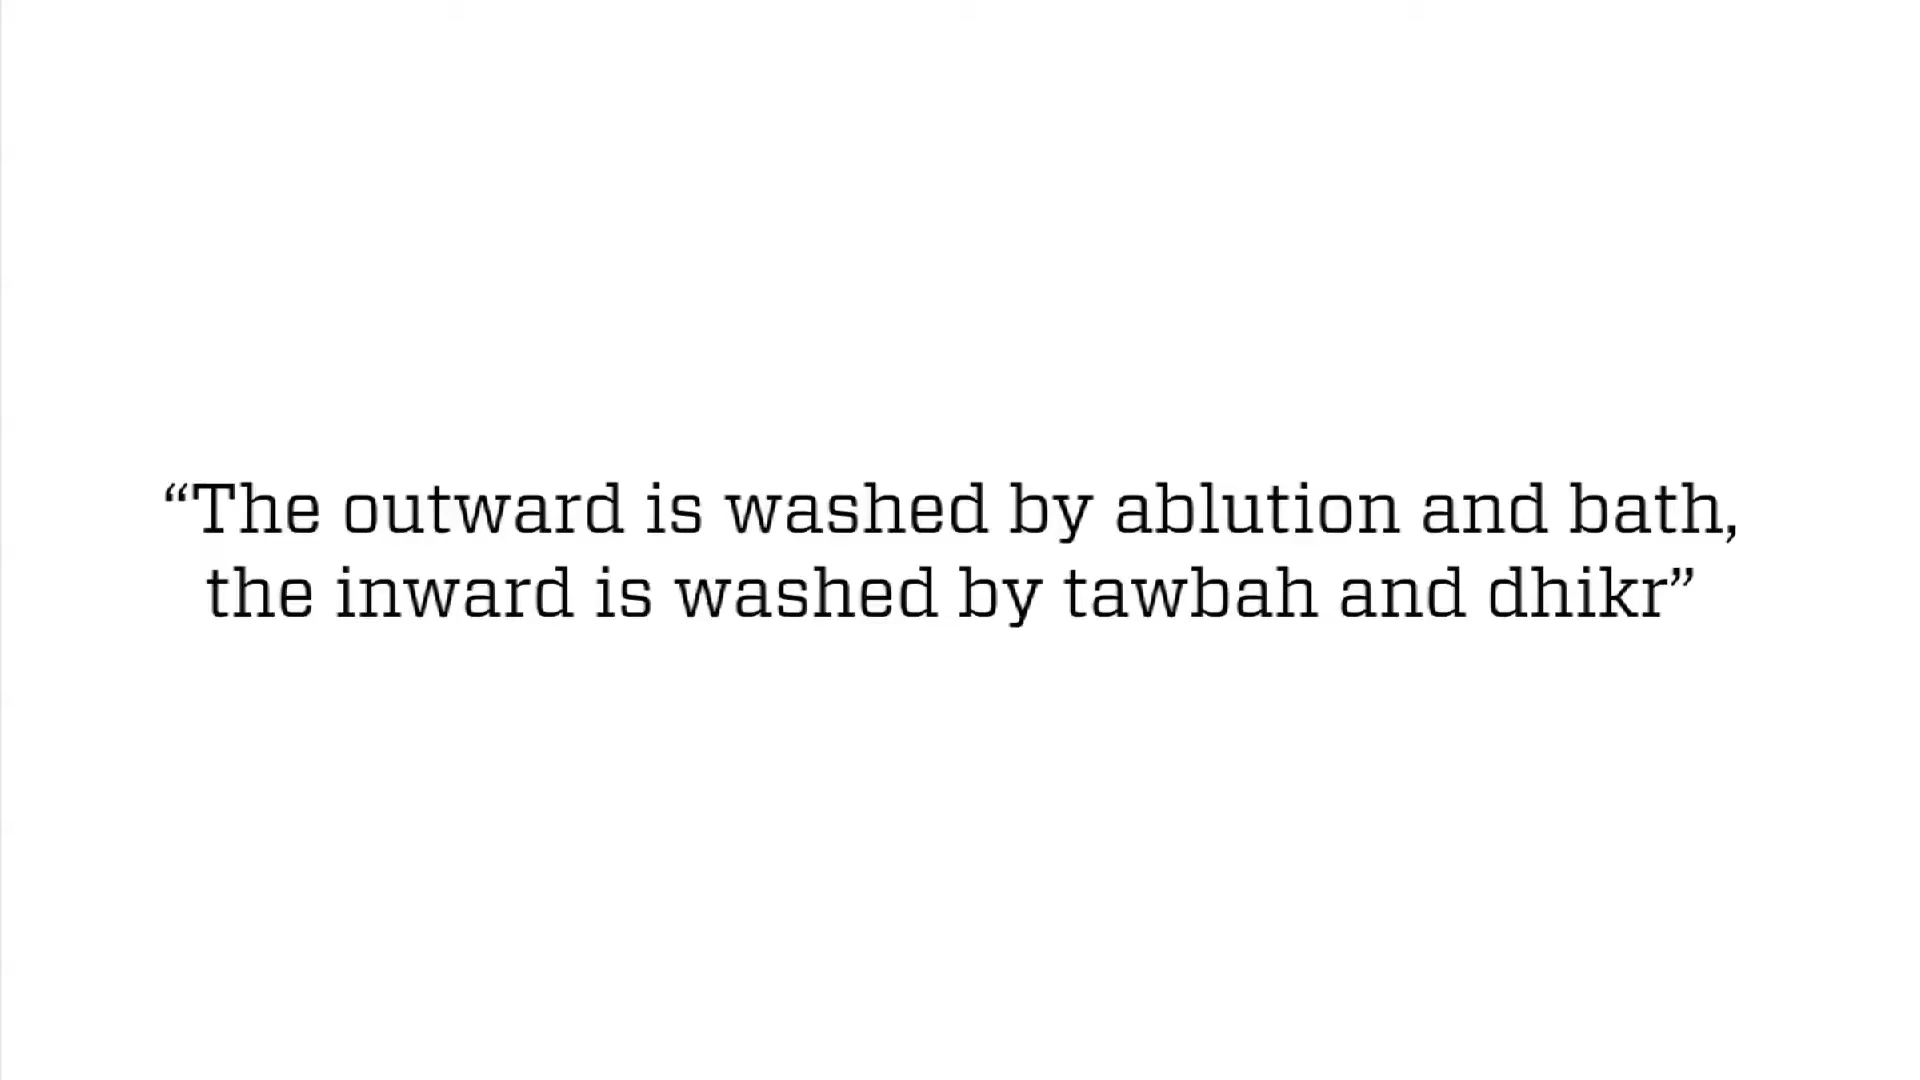 “The outward is washed by ablution and bath,
the inward is washed by tawbah and dhikr”